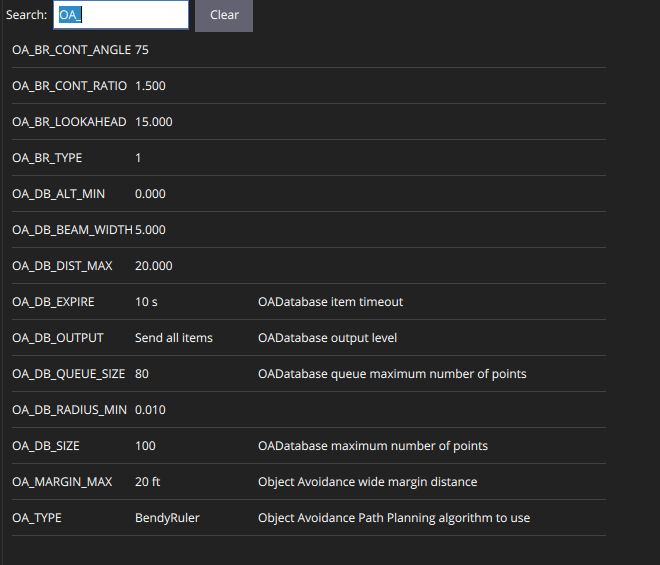 Search: OA_ Clear
OA_BR_CONT_ANGLE 75
OA_BR_CONT_RATIO 1.500
OA_BR_LOOKAHEAD 15.000
OA_BR_TYPE 1
OA_DB_ALT_MIN 0.000
OA_DB_BEAM_WIDTH 5.000
OA_DB_DIST_MAX 20.000
OA_DB_EXPIRE 10 s OADatabase item timeout
OA_DB_OUTPUT Send all items OADatabase output level
OA_DB_QUEUE_SIZE 80 OADatabase queue maximum number of points
OA_DB_RADIUS_MIN 0.010
OA_DB_SIZE 100 OADatabase maximum number of points
OA_MARGIN_MAX 20 ft Object Avoidance wide margin distance
OA_TYPE BendyRuler Object Avoidance Path Planning algorithm to use